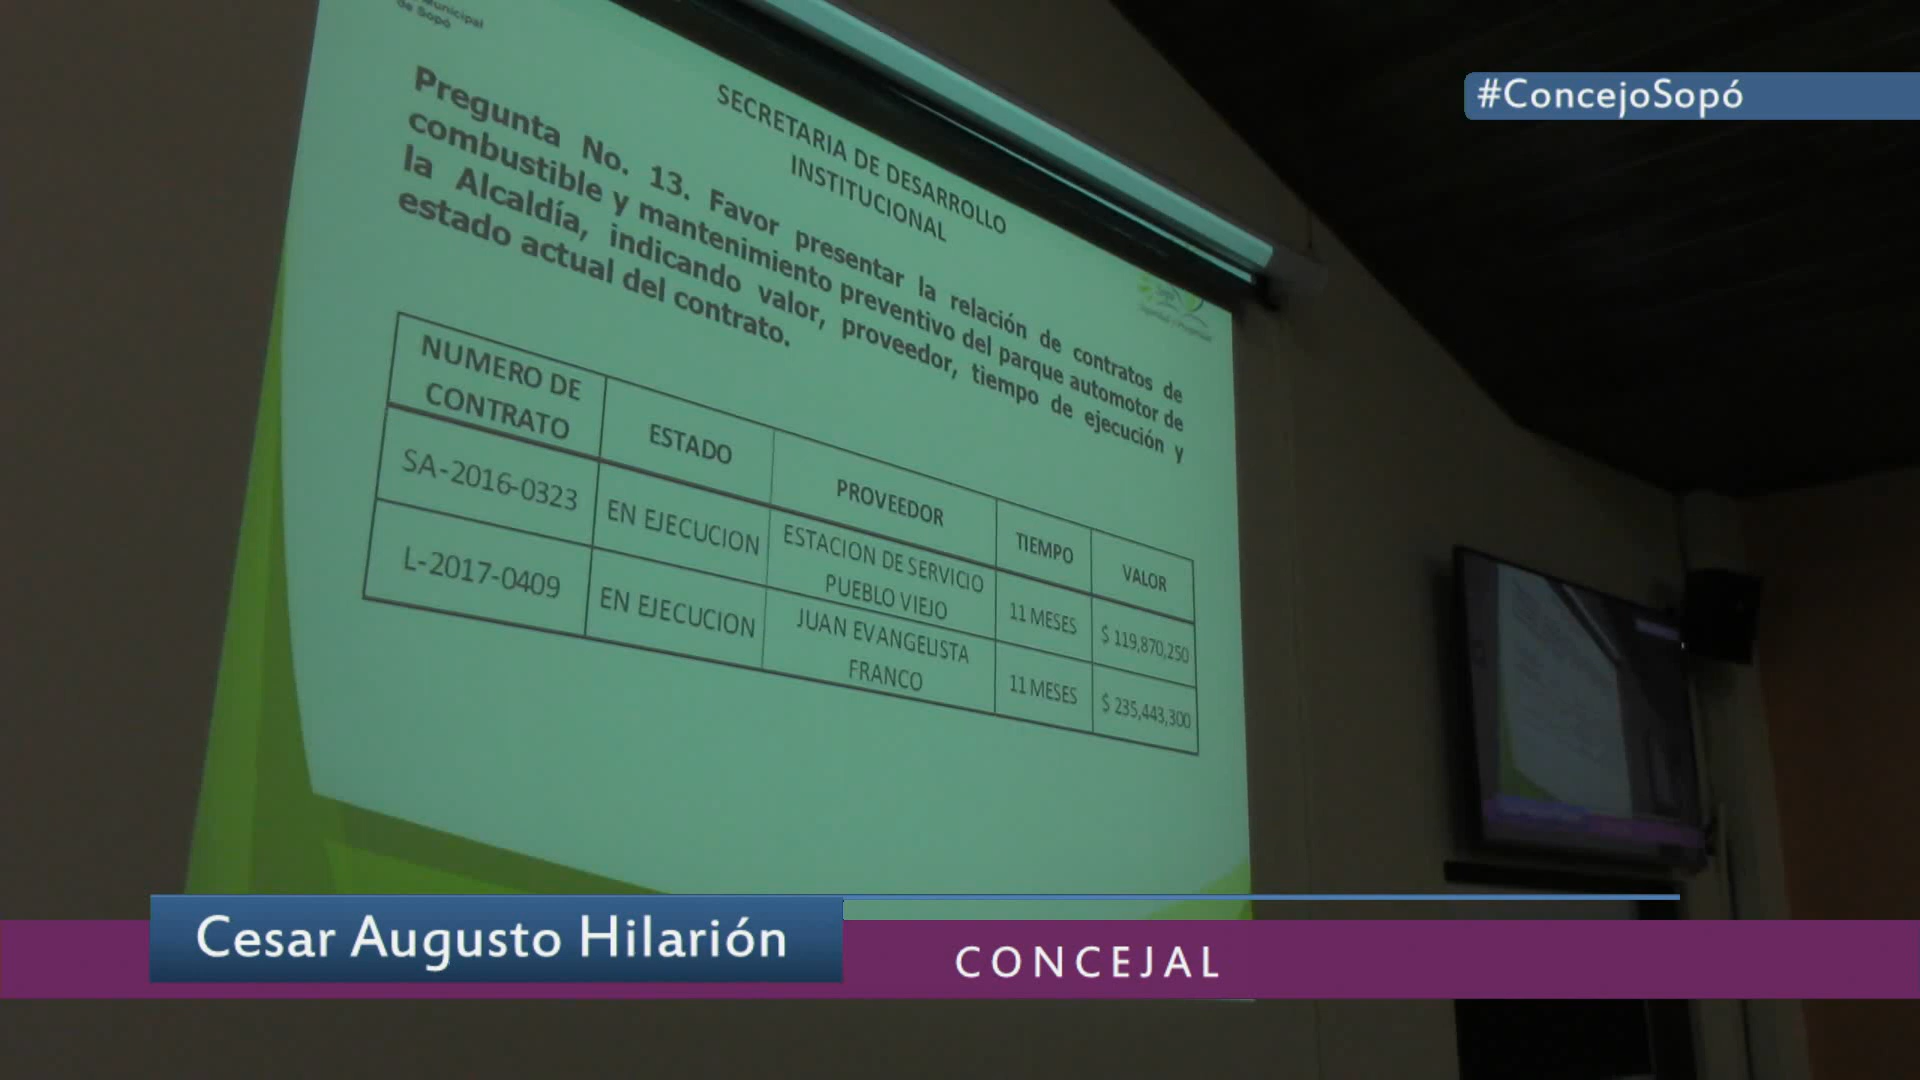 Municipal
de Sopó
#ConcejoSopó
SECRETARIA DE DESARROLLO
INSTITUCIONAL
Pregunta No. 13. Favor presentar la relación de contratos de
combustible y mantenimiento preventivo del parque automotor de
la Alcaldía, indicando valor, proveedor, tiempo de ejecución y
estado actual del contrato.
NUMERO DE
CONTRATO
ESTADO
PROVEEDOR
TIEMPO
VALOR
SA-2016-0323
EN EJECUCION
ESTACION DE SERVICIO
PUEBLO VIEJO
11 MESES
$ 119,870,250
L-2017-0409
EN EJECUCION
JUAN EVANGELISTA
FRANCO
11 MESES
$ 235,443,300
Cesar Augusto Hilarión
CONCEJAL